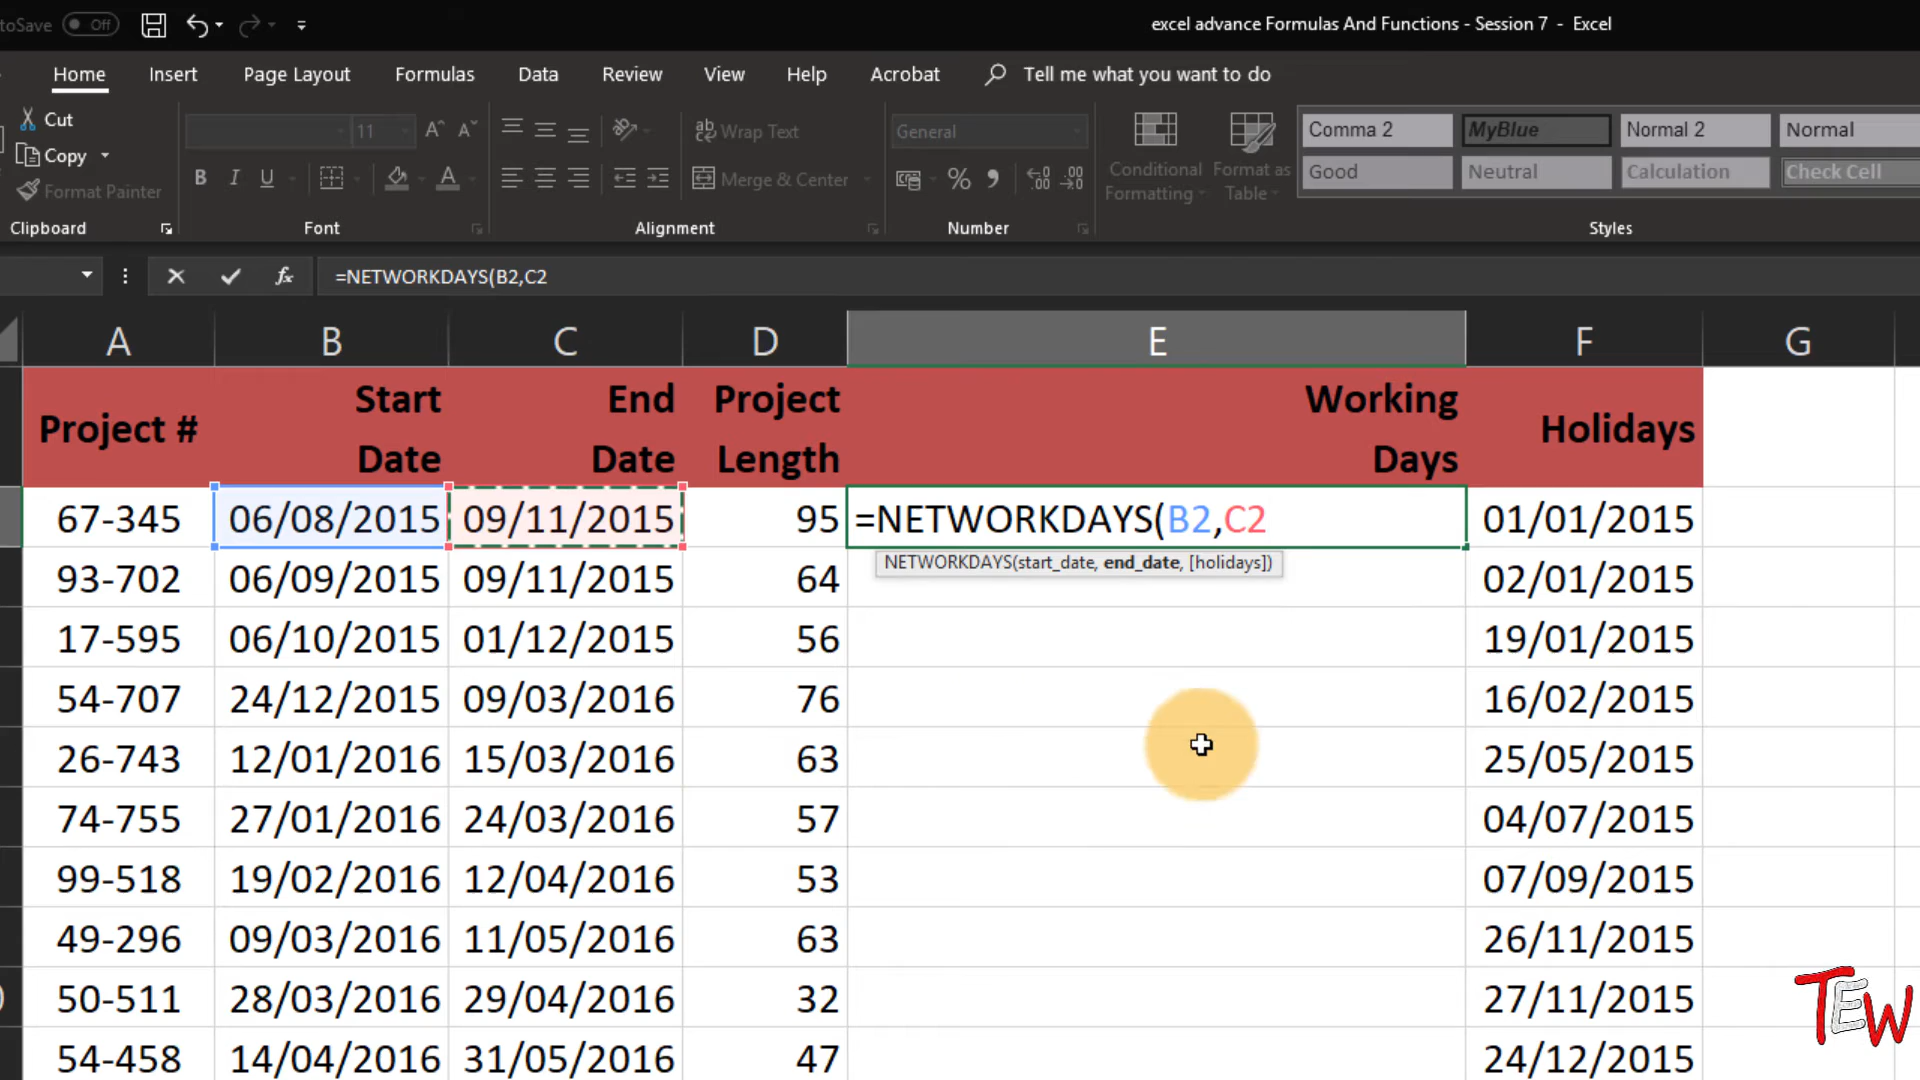 toSave Off
excel advance Formulas And Functions - Session 7 - Excel
Home Insert Page Layout Formulas Data Review View Help Acrobat Tell me what you want to do
Cut
Copy
Format Painter
Clipboard
11
B I U
Font
Wrap Text
Merge & Center
Alignment
General
Number
Conditional Formatting
Format as Table
Comma 2 MyBlue Normal 2 Normal
Good Neutral Calculation Check Cell
Styles
=NETWORKDAYS(B2,C2
A B C D E F G
Project # Start Date End Date Project Length Working Days Holidays
67-345 06/08/2015 09/11/2015 95 =NETWORKDAYS(B2,C2 01/01/2015
NETWORKDAYS(start_date, end_date, [holidays])
93-702 06/09/2015 09/11/2015 64 02/01/2015
17-595 06/10/2015 01/12/2015 56 19/01/2015
54-707 24/12/2015 09/03/2016 76 16/02/2015
26-743 12/01/2016 15/03/2016 63 25/05/2015
74-755 27/01/2016 24/03/2016 57 04/07/2015
99-518 19/02/2016 12/04/2016 53 07/09/2015
49-296 09/03/2016 11/05/2016 63 26/11/2015
50-511 28/03/2016 29/04/2016 32 27/11/2015
54-458 14/04/2016 31/05/2016 47 24/12/2015
TEW